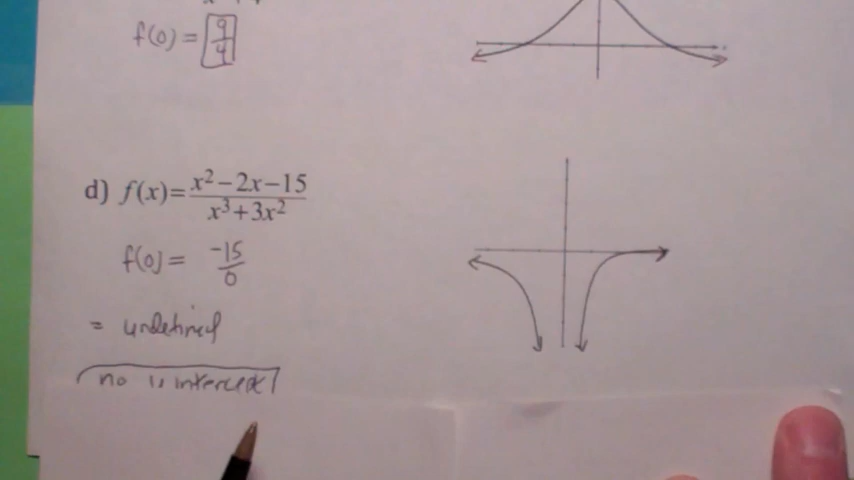 f(0) = 9/4
d) f(x)= x²−2x−15 / x³+3x²
f(0) = -15/0
= undefined
no y intercept